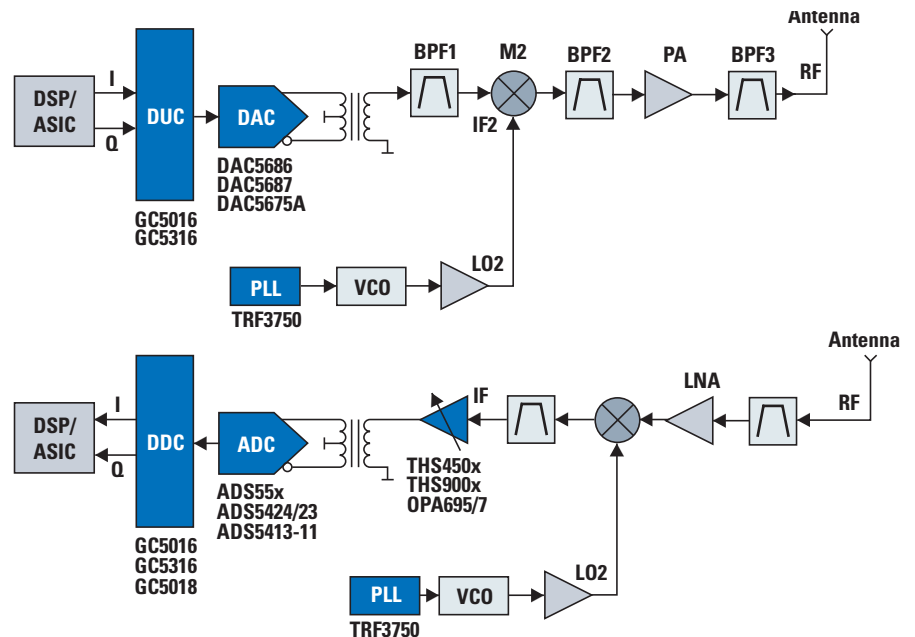 Antenna
BPF1
M2
BPF2
PA
BPF3
RF
I
DSP/
ASIC
DUC
DAC
Q
IF2
DAC5686
DAC5687
DAC5675A
GC5016
GC5316
LO2
PLL
VCO
TRF3750
Antenna
LNA
IF
RF
I
DSP/
ASIC
DDC
ADC
Q
THS450x
THS900x
OPA695/7
ADS55x
ADS5424/23
ADS5413-11
GC5016
GC5316
GC5018
LO2
PLL
VCO
TRF3750